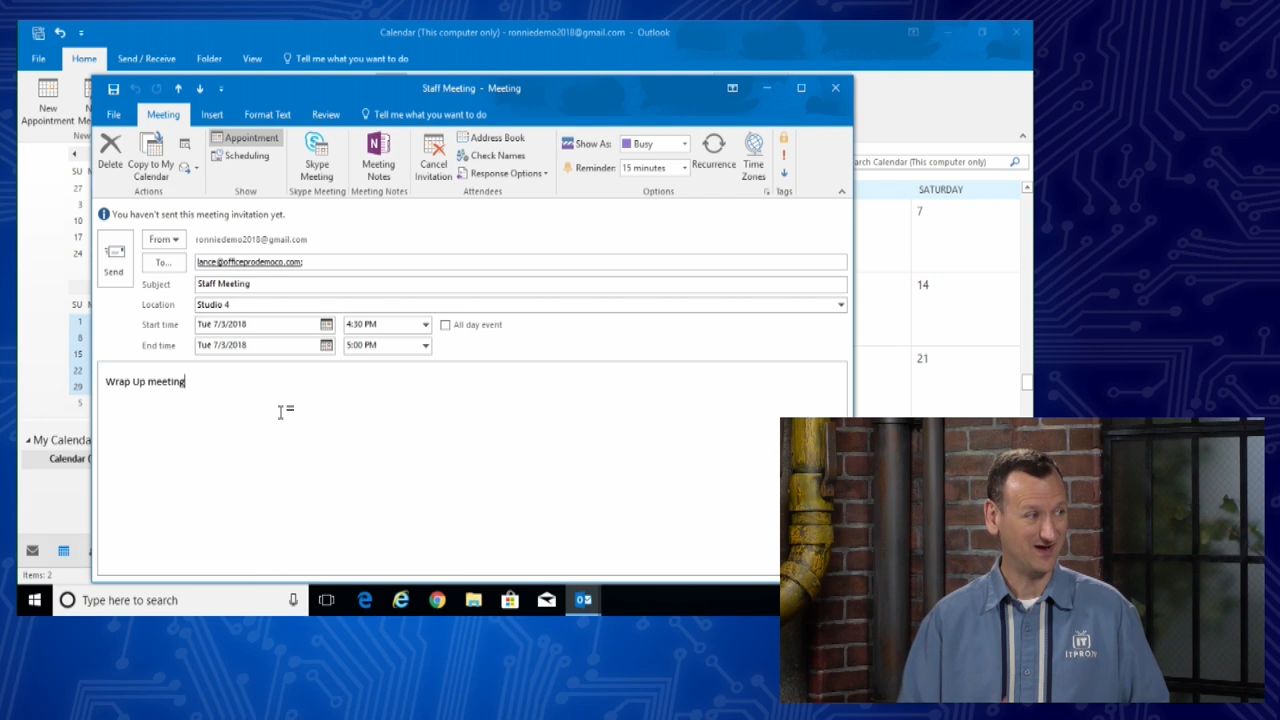 Calendar (This computer only) - ronniedemo2018@gmail.com - Outlook
File Home Send / Receive Folder View Tell me what you want to do
New Appointment
New
Staff Meeting - Meeting
File Meeting Insert Format Text Review Tell me what you want to do
Delete
Copy to My Calendar
Actions
Appointment
Scheduling
Show
Skype Meeting
Skype Meeting
Meeting Notes
Meeting Notes
Cancel Invitation
Address Book
Check Names
Response Options
Attendees
Show As: Busy
Reminder: 15 minutes
Recurrence
Time Zones
Options
Tags
You haven't sent this meeting invitation yet.
Send
From ronniedemo2018@gmail.com
To... lance@officeprodemoco.com;
Subject Staff Meeting
Location Studio 4
Start time Tue 7/3/2018 4:30 PM All day event
End time Tue 7/3/2018 5:00 PM
Wrap Up meeting
Calendar (This computer only)
SATURDAY
7
14
21
SU
27
3
10
17
24
SU
1
8
15
22
29
5
My Calenda
Calendar (
Items: 2
Type here to search
IT
ITPRO.TV